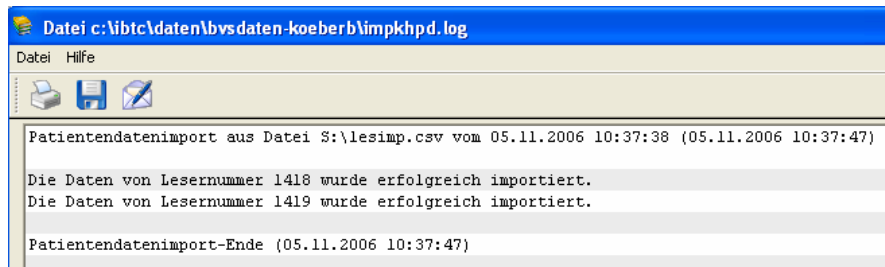 Datei c:\ibtc\daten\bvsdaten-koeberb\impkhpd.log
Datei Hilfe
Patientendatenimport aus Datei S:\lesimp.csv vom 05.11.2006 10:37:38 (05.11.2006 10:37:47)
Die Daten von Lesernummer 1418 wurde erfolgreich importiert.
Die Daten von Lesernummer 1419 wurde erfolgreich importiert.
Patientendatenimport-Ende (05.11.2006 10:37:47)